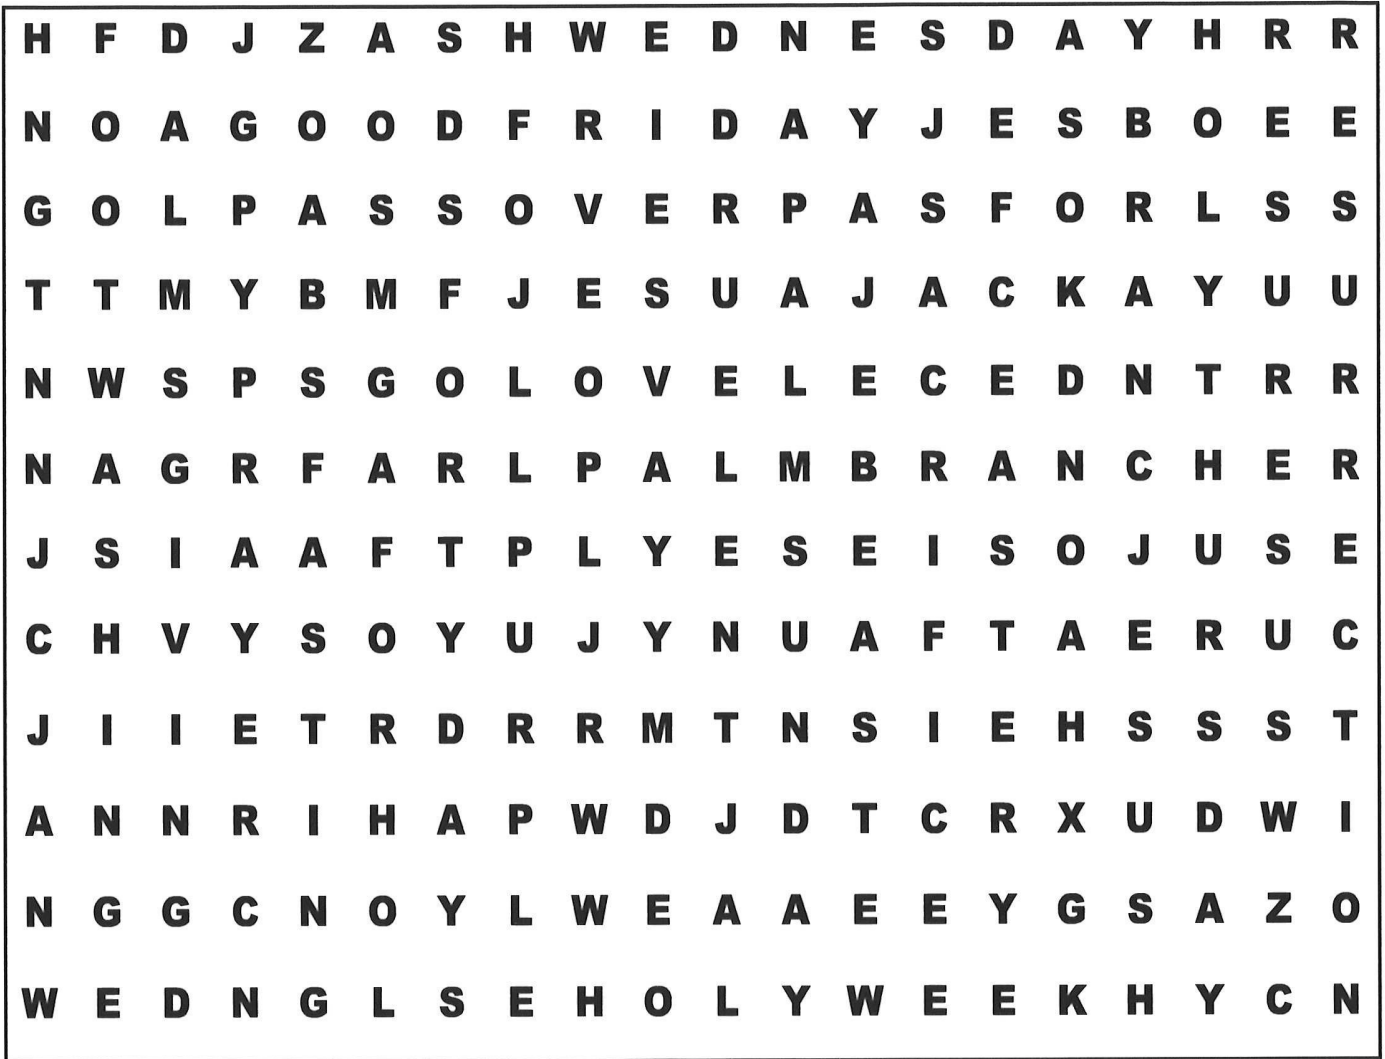 H F D J Z A S H W E D N E S D A Y H R R
N O A G O O D F R I D A Y J E S B O E E
G O L P A S S O V E R P A S F O R L S S
T T M Y B M F J E S U A J A C K A Y U U
N W S P S G O L O V E L E C E D N T R R
N A G R F A R L P A L M B R A N C H E R
J S I A A F T P L Y E S E I S O J U S E
C H V Y S O Y U J Y N U A F T A E R U C
J I I E T R D R R M T N S I E H S S S T
A N N R I H A P W D J D T C R X U D W I
N G G C N O Y L W E A A E E Y G S A Z O
W E D N G L S E H O L Y W E E K H Y C N